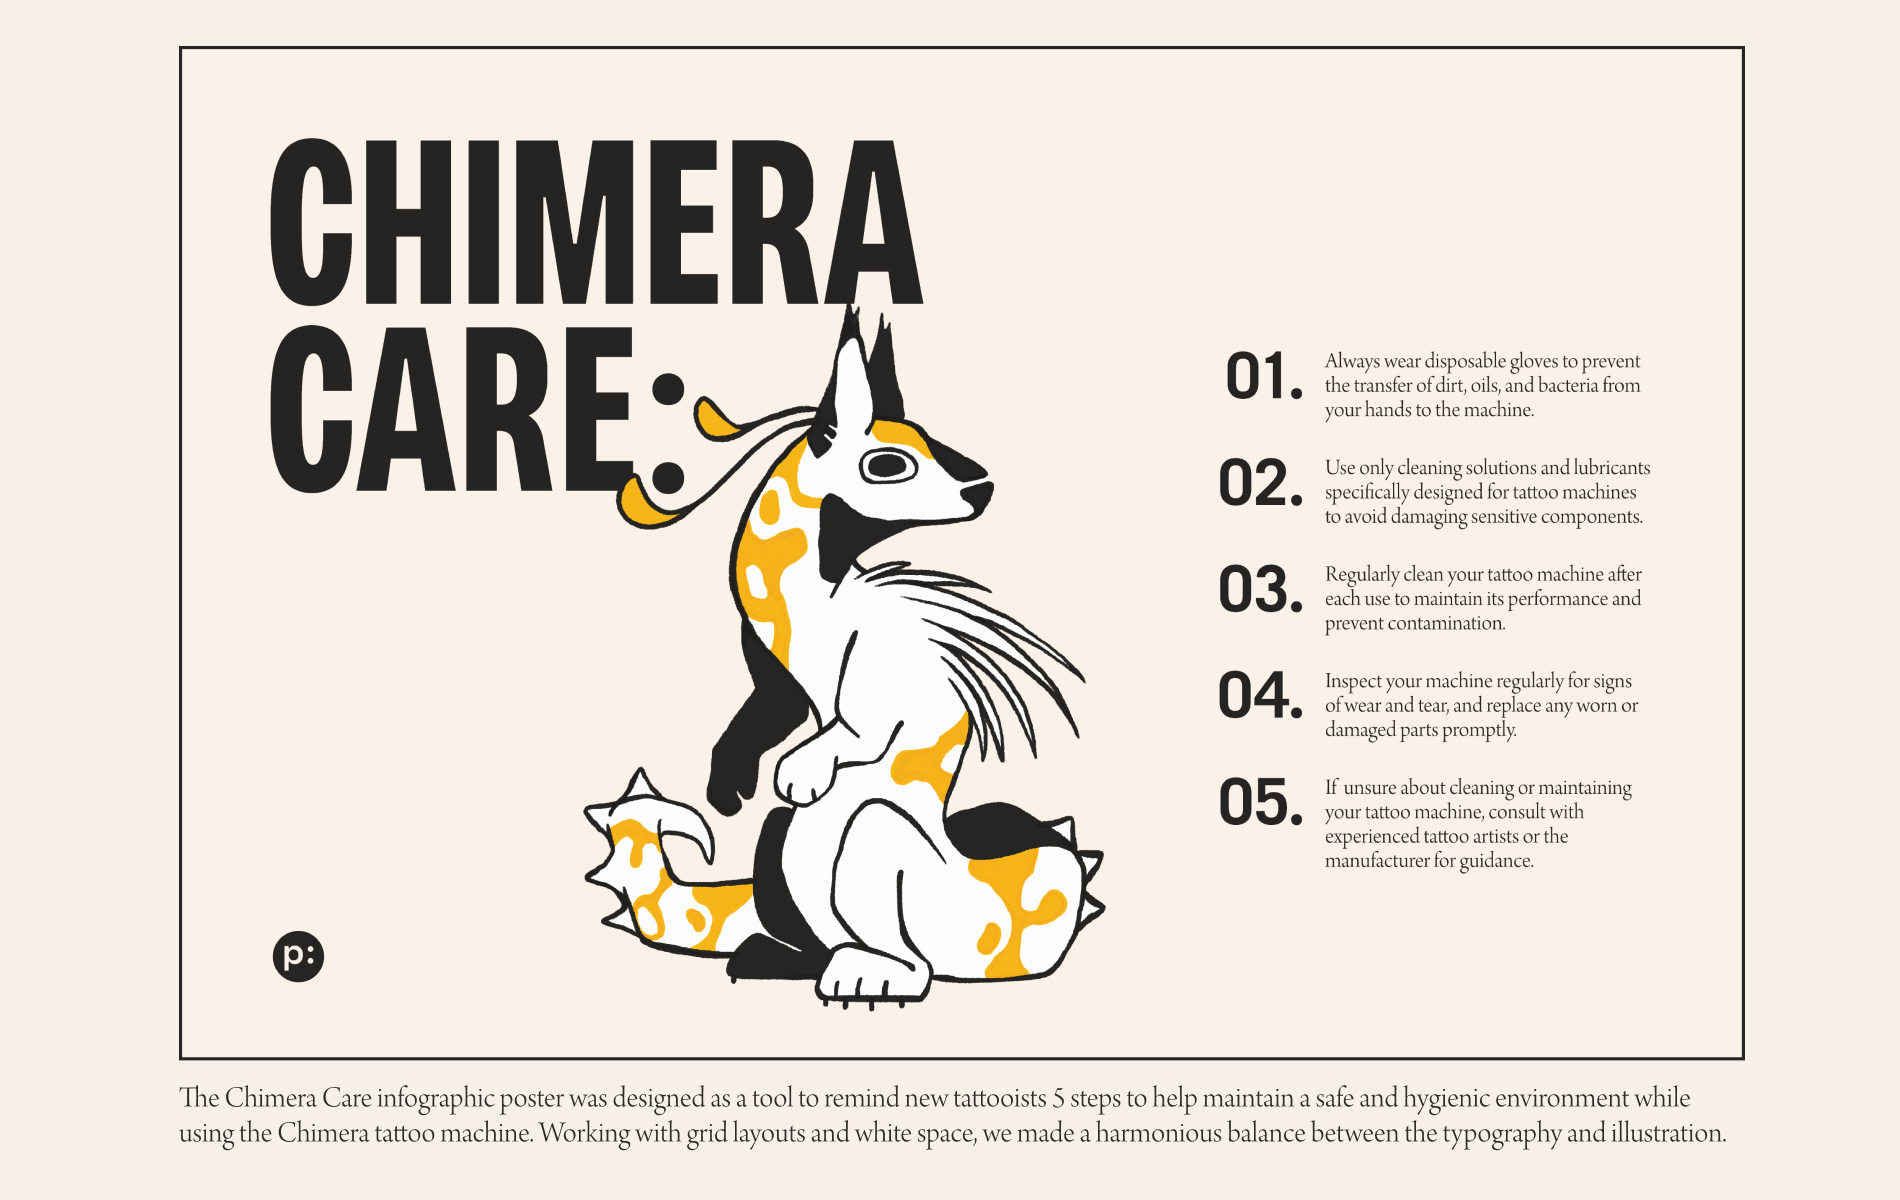 CHIMERA
CARE:
01.
Always wear disposable gloves to prevent
the transfer of dirt, oils, and bacteria from
your hands to the machine.
02.
Use only cleaning solutions and lubricants
specifically designed for tattoo machines
to avoid damaging sensitive components.
03.
Regularly clean your tattoo machine after
each use to maintain its performance and
prevent contamination.
04.
Inspect your machine regularly for signs
of wear and tear, and replace any worn or
damaged parts promptly.
05.
If unsure about cleaning or maintaining
your tattoo machine, consult with
experienced tattoo artists or the
manufacturer for guidance.
p:
The Chimera Care infographic poster was designed as a tool to remind new tattooists 5 steps to help maintain a safe and hygienic environment while
using the Chimera tattoo machine. Working with grid layouts and white space, we made a harmonious balance between the typography and illustration.